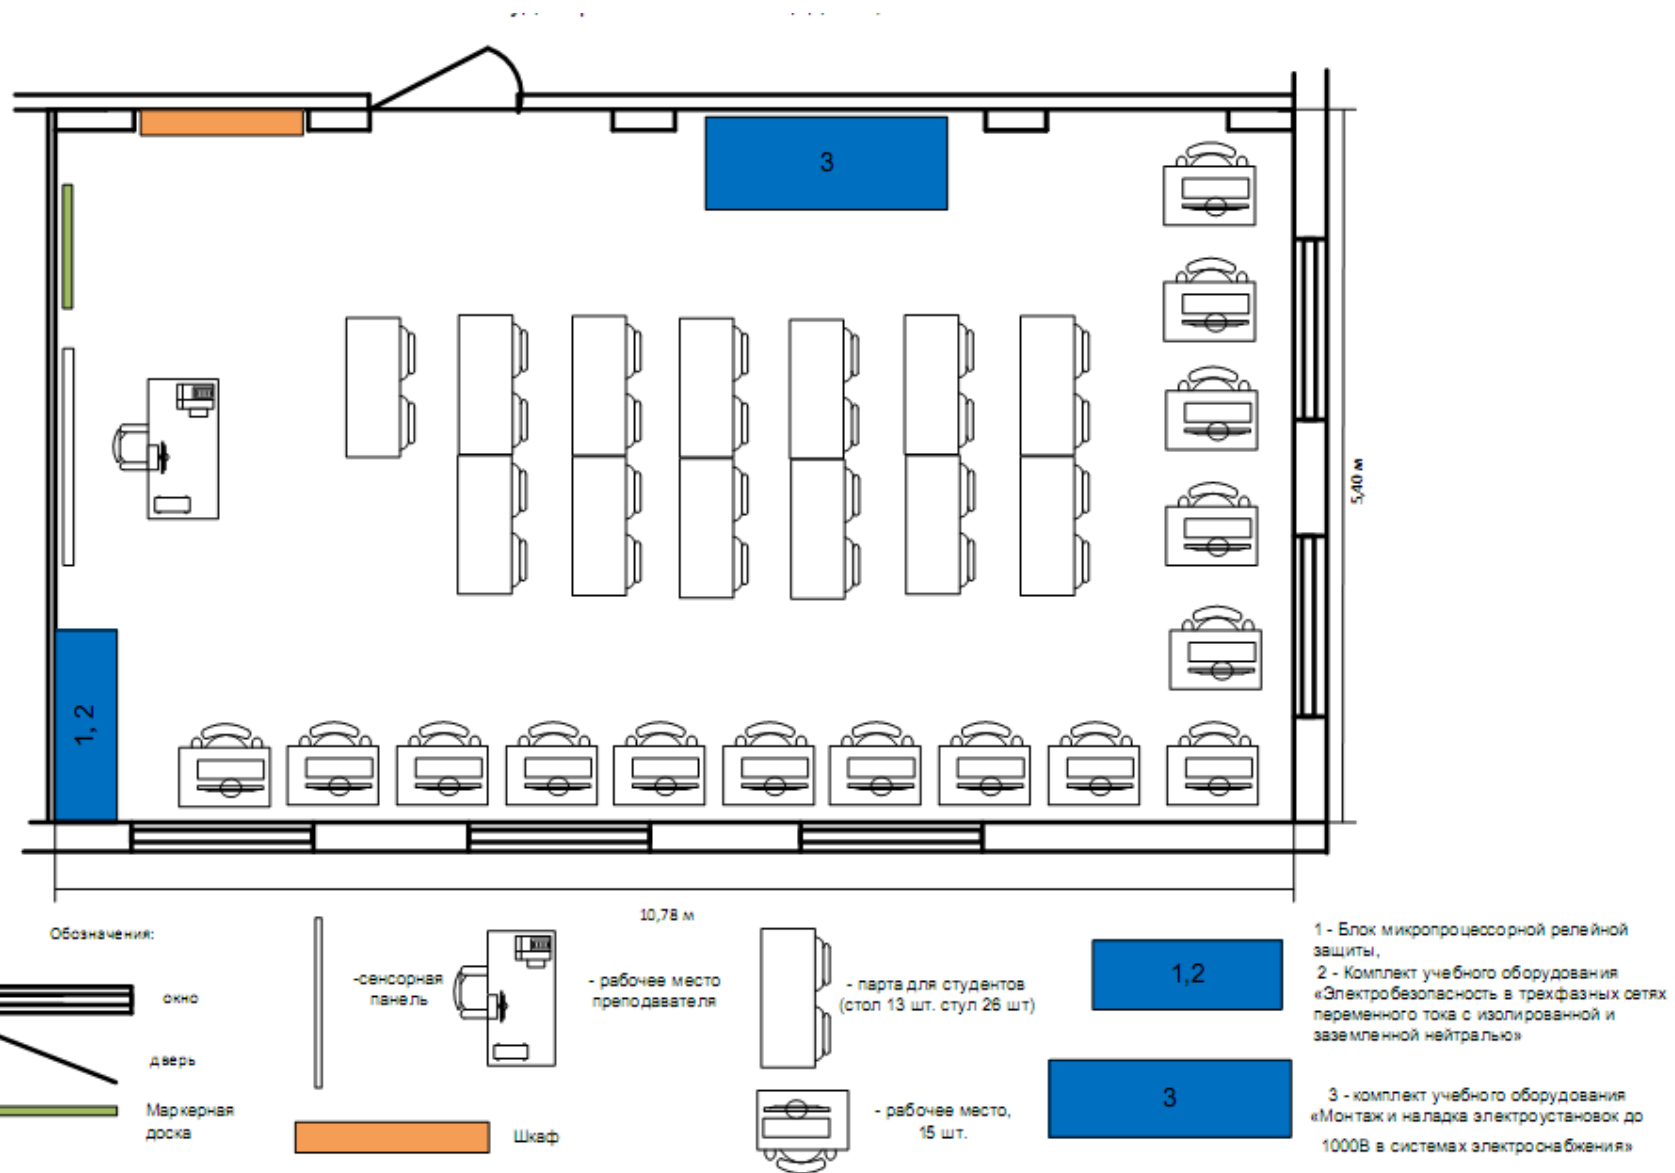 3
1, 2
5,40 м
10,78 м
Обозначения:
окно
дверь
Маркерная
доска
-сенсорная
панель
Шкаф
- рабочее место
преподавателя
- парта для студентов
(стол 13 шт. стул 26 шт)
- рабочее место,
15 шт.
1,2
3
1 - Блок микропроцессорной релейной
защиты,
2 - Комплект учебного оборудования
«Электробезопасность в трехфазных сетях
переменного тока с изолированной и
заземленной нейтралью»
3 - комплект учебного оборудования
«Монтаж и наладка электроустановок до
1000В в системах электроснабжения»